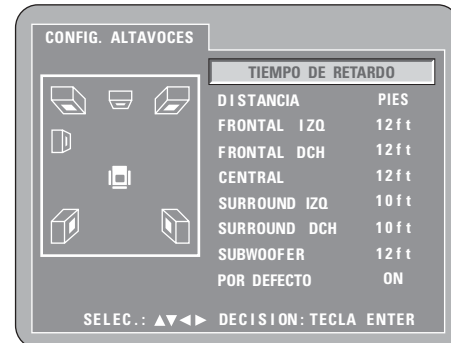 CONFIG. ALTAVOCES
TIEMPO DE RETARDO
DISTANCIA PIES
FRONTAL IZQ 12ft
FRONTAL DCH 12ft
CENTRAL 12ft
SURROUND IZQ 10ft
SURROUND DCH 10ft
SUBWOOFER 12ft
POR DEFECTO ON
SELEC.: ▲▼◄► DECISION:TECLA ENTER